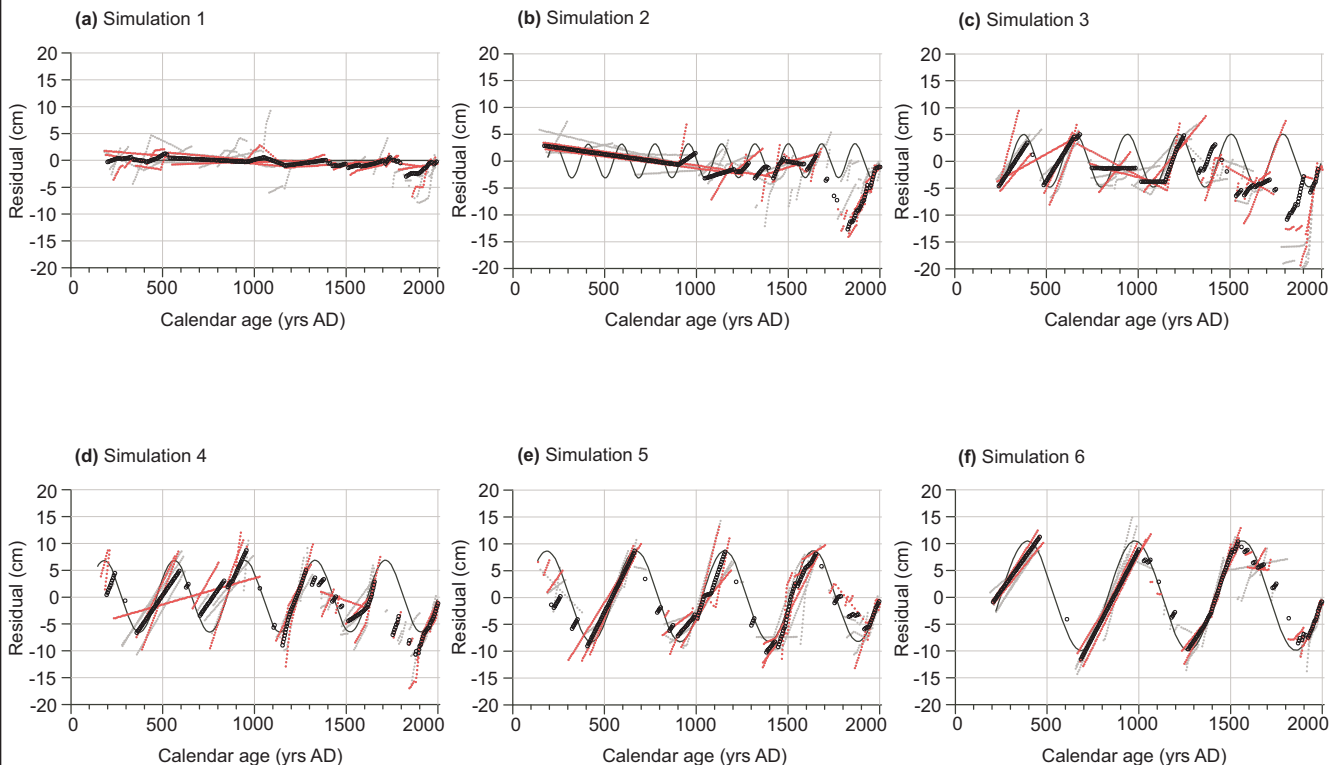 (a) Simulation 1
20
15
10
5
0
-5
-10
-15
-20
Residual (cm)
0 500 1000 1500 2000
Calendar age (yrs AD)
(b) Simulation 2
20
15
10
5
0
-5
-10
-15
-20
Residual (cm)
0 500 1000 1500 2000
Calendar age (yrs AD)
(c) Simulation 3
20
15
10
5
0
-5
-10
-15
-20
Residual (cm)
0 500 1000 1500 2000
Calendar age (yrs AD)
(d) Simulation 4
20
15
10
5
0
-5
-10
-15
-20
Residual (cm)
0 500 1000 1500 2000
Calendar age (yrs AD)
(e) Simulation 5
20
15
10
5
0
-5
-10
-15
-20
Residual (cm)
0 500 1000 1500 2000
Calendar age (yrs AD)
(f) Simulation 6
20
15
10
5
0
-5
-10
-15
-20
Residual (cm)
0 500 1000 1500 2000
Calendar age (yrs AD)